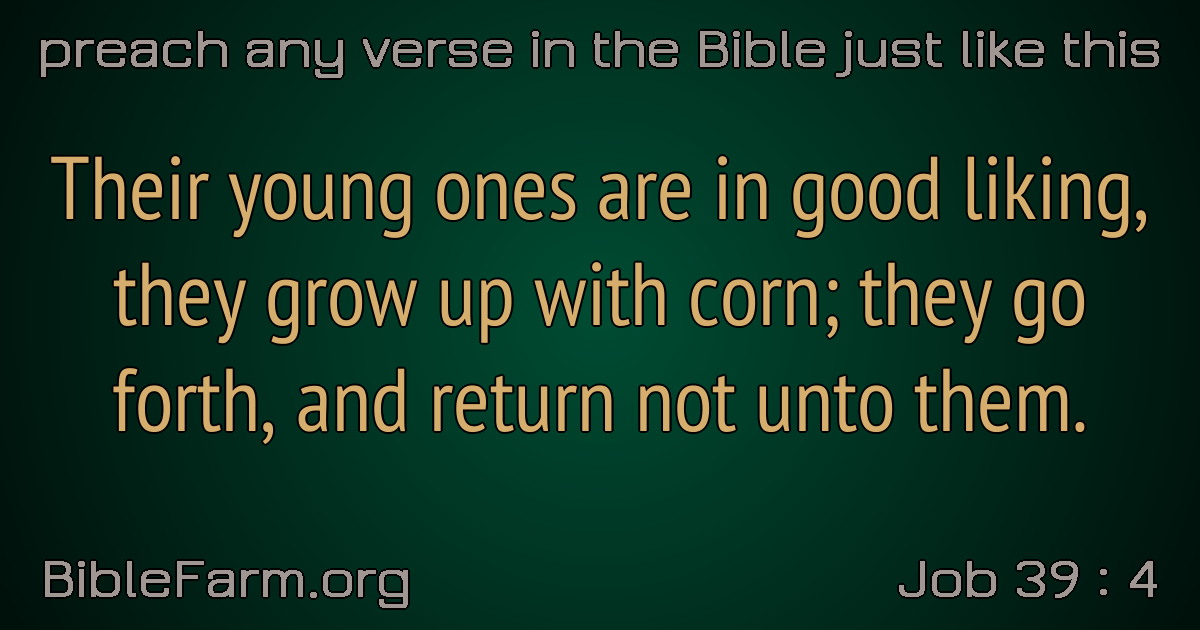 preach any verse in the Bible just like this
Their young ones are in good liking,
they grow up with corn; they go
forth, and return not unto them.
BibleFarm.org
Job 39 : 4